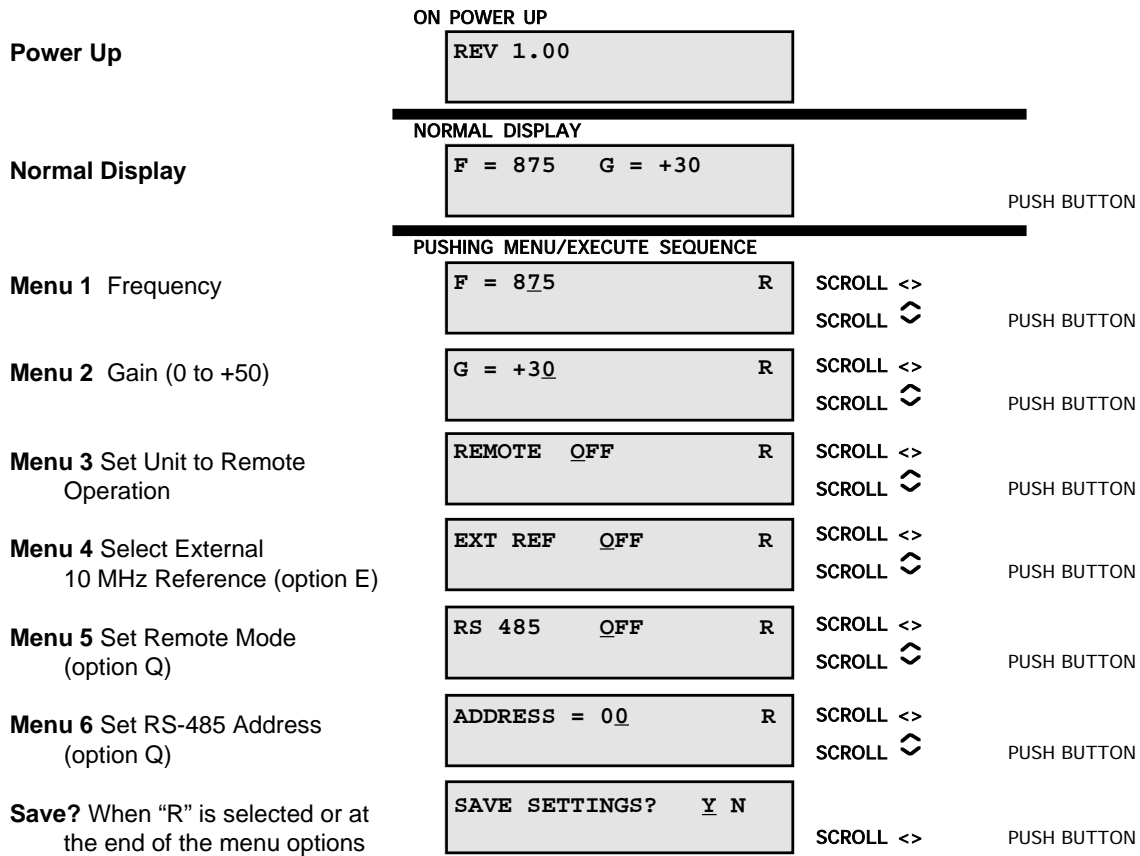 ON POWER UP
Power Up
REV 1.00
NORMAL DISPLAY
Normal Display
F = 875 G = +30
PUSH BUTTON
PUSHING MENU/EXECUTE SEQUENCE
Menu 1 Frequency
F = 875 R
SCROLL <>
SCROLL
PUSH BUTTON
Menu 2 Gain (0 to +50)
G = +30 R
SCROLL <>
SCROLL
PUSH BUTTON
Menu 3 Set Unit to Remote
Operation
REMOTE OFF R
SCROLL <>
SCROLL
PUSH BUTTON
Menu 4 Select External
10 MHz Reference (option E)
EXT REF OFF R
SCROLL <>
SCROLL
PUSH BUTTON
Menu 5 Set Remote Mode
(option Q)
RS 485 OFF R
SCROLL <>
SCROLL
PUSH BUTTON
Menu 6 Set RS-485 Address
(option Q)
ADDRESS = 00 R
SCROLL <>
SCROLL
PUSH BUTTON
Save? When “R” is selected or at
the end of the menu options
SAVE SETTINGS? Y N
SCROLL <>
PUSH BUTTON